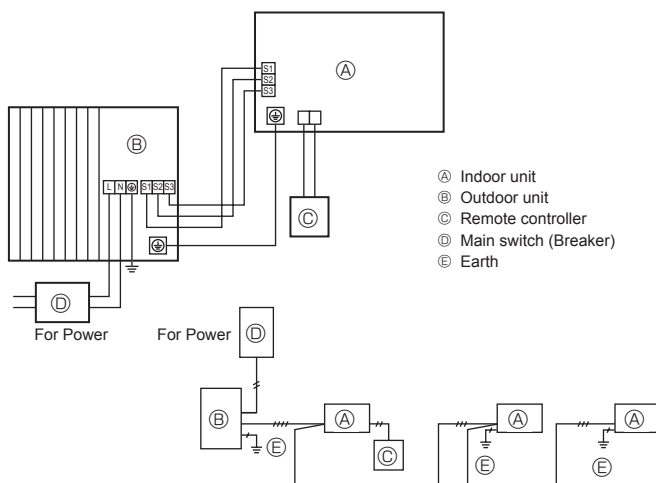 S1
S2
S3
Ⓐ
Ⓑ
L N S1 S2 S3
Ⓒ
Ⓓ
For Power
Ⓐ Indoor unit
Ⓑ Outdoor unit
Ⓒ Remote controller
Ⓓ Main switch (Breaker)
Ⓔ Earth
For Power Ⓓ
Ⓑ Ⓐ Ⓐ Ⓐ
Ⓔ Ⓒ Ⓔ Ⓔ